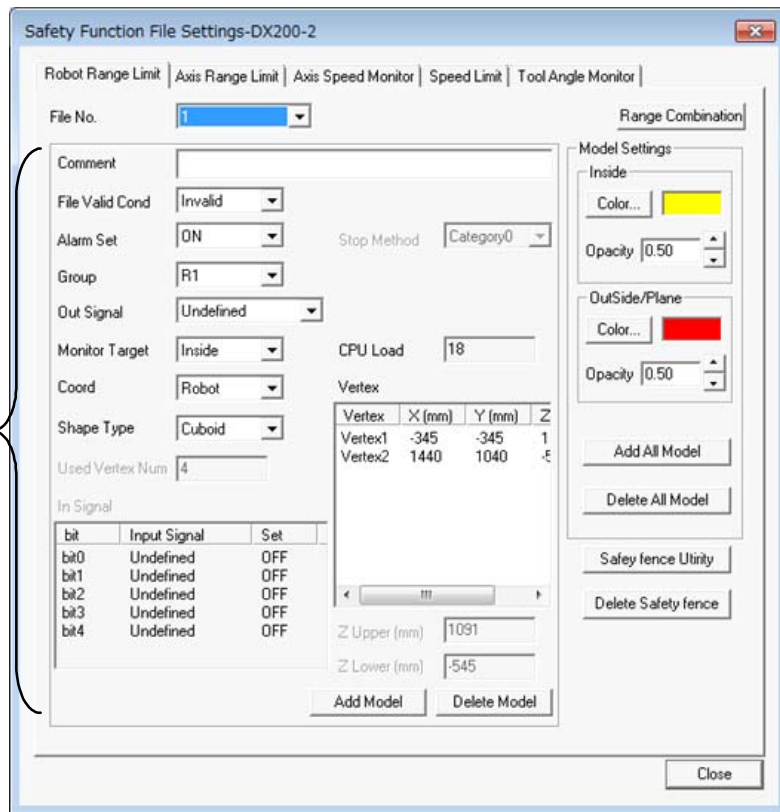 Safety Function File Settings-DX200-2
Robot Range Limit Axis Range Limit Axis Speed Monitor Speed Limit Tool Angle Monitor
File No. 1 Range Combination
Comment
File Valid Cond Invalid
Alarm Set ON Stop Method Category0
Group R1
Out Signal Undefined
Monitor Target Inside CPU Load 18
Coord Robot Vertex
Shape Type Cuboid
Used Vertex Num 4
Vertex X (mm) Y (mm) Z
Vertex1 -345 -345 1
Vertex2 1440 1040 -5
In Signal
bit Input Signal Set
bit0 Undefined OFF
bit1 Undefined OFF
bit2 Undefined OFF
bit3 Undefined OFF
bit4 Undefined OFF
Z Upper (mm) 1091
Z Lower (mm) -545
Add Model Delete Model
Model Settings
Inside
Color...
Opacity 0.50
OutSide/Plane
Color...
Opacity 0.50
Add All Model
Delete All Model
Safey fence Utirity
Delete Safety fence
Close